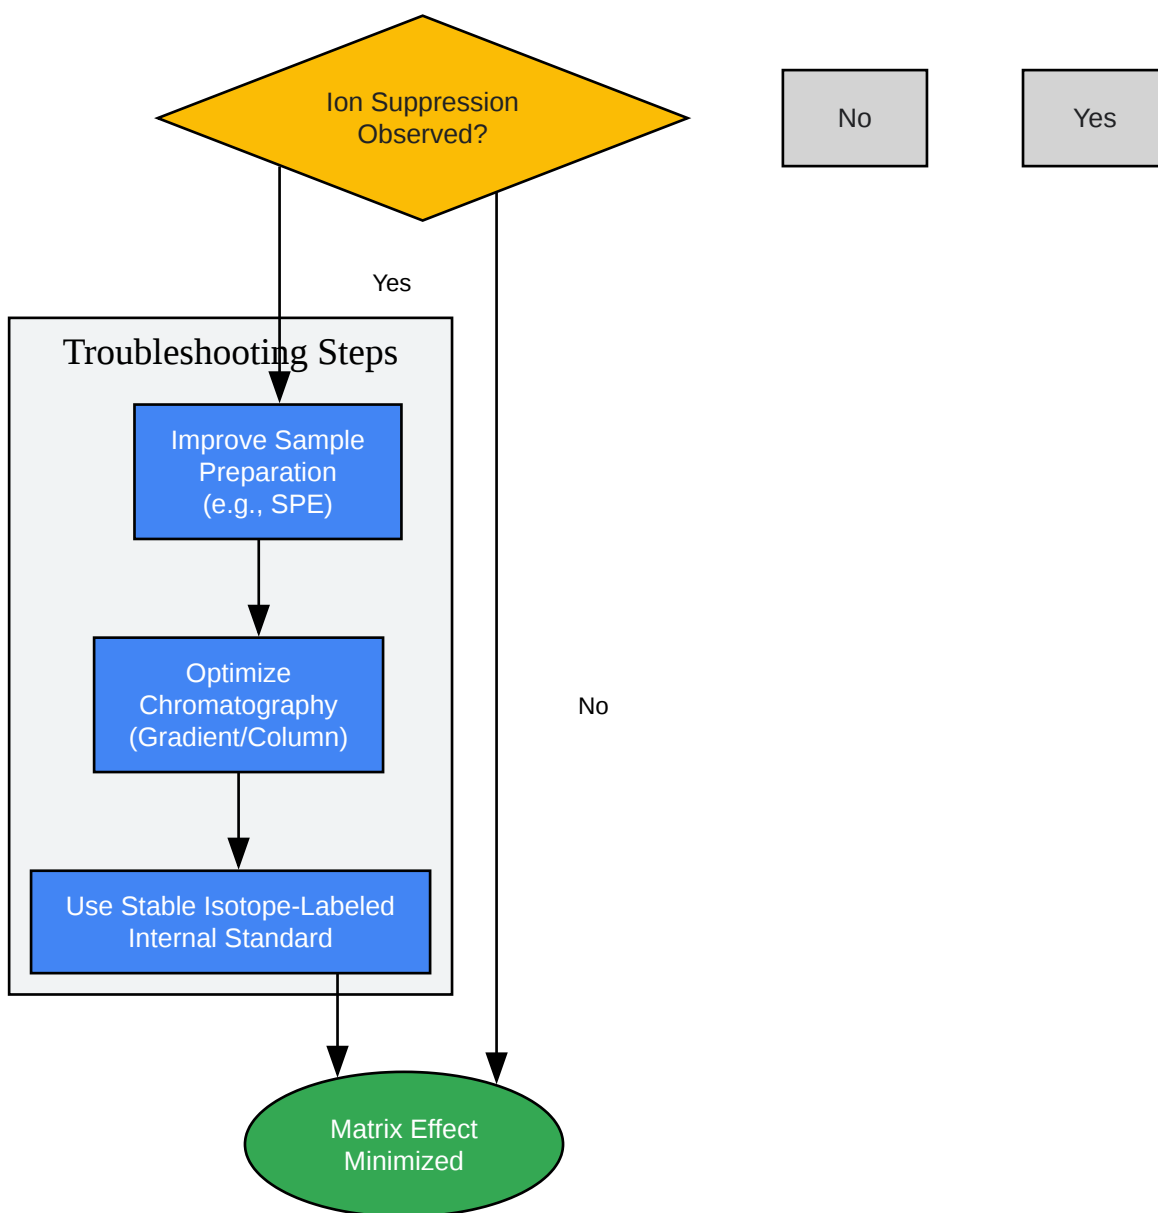 Ion Suppression
Observed?
No
Yes
Yes
Troubleshooting Steps
Improve Sample
Preparation
(e.g., SPE)
Optimize
Chromatography
(Gradient/Column)
No
Use Stable Isotope-Labeled
Internal Standard
Matrix Effect
Minimized